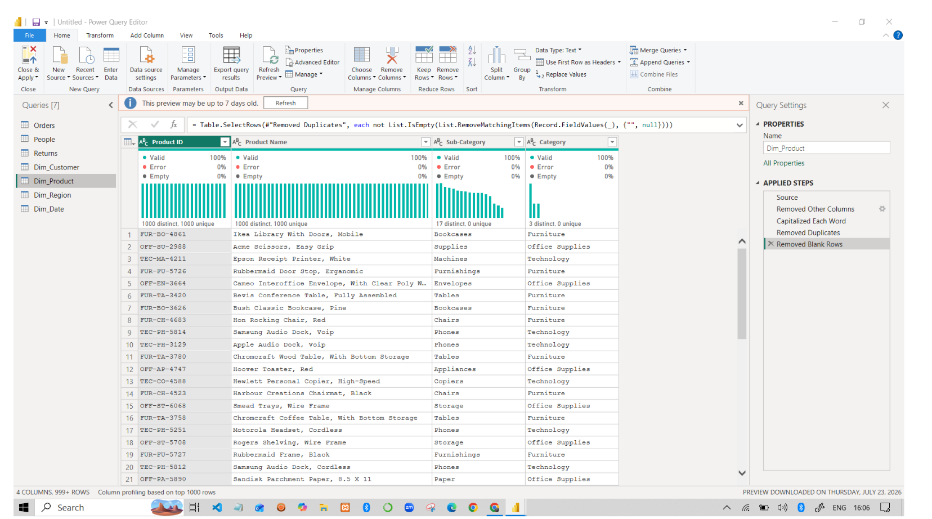 Untitled - Power Query Editor
File Home Transform Add Column View Tools Help
Close & Apply New Source Recent Sources Enter Data Data source settings Manage Parameters Export query results Refresh Preview Properties Advanced Editor Manage Choose Columns Remove Columns Keep Rows Remove Rows Split Column Group By Data Type: Text Use First Row as Headers Replace Values Merge Queries Append Queries Combine Files
Close New Query Data Sources Parameters Output Data Query Manage Columns Reduce Rows Sort Transform Combine
Queries [7]
Orders
People
Returns
Dim_Customer
Dim_Product
Dim_Region
Dim_Date
This preview may be up to 7 days old. Refresh
= Table.SelectRows(#"Removed Duplicates", each not List.IsEmpty(List.RemoveMatchingItems(Record.FieldValues(_), {"", null})))
Product ID Product Name Sub-Category Category
Valid 100% Valid 100% Valid 100% Valid 100%
Error 0% Error 0% Error 0% Error 0%
Empty 0% Empty 0% Empty 0% Empty 0%
1000 distinct, 1000 unique 1000 distinct, 1000 unique 17 distinct, 0 unique 3 distinct, 0 unique
1 FUR-BO-4861 Ikea Library With Doors, Mobile Bookcases Furniture
2 OFF-SU-2988 Acme Scissors, Easy Grip Supplies Office Supplies
3 TEC-MA-4211 Epson Receipt Printer, White Machines Technology
4 FUR-FU-5726 Rubbermaid Door Stop, Erganomic Furnishings Furniture
5 OFF-EN-3664 Cameo Interoffice Envelope, With Clear Poly W... Envelopes Office Supplies
6 FUR-TA-3420 Bevis Conference Table, Fully Assembled Tables Furniture
7 FUR-BO-3626 Bush Classic Bookcase, Pine Bookcases Furniture
8 FUR-CH-4683 Hon Rocking Chair, Red Chairs Furniture
9 TEC-PH-5814 Samsung Audio Dock, Voip Phones Technology
10 TEC-PH-3129 Apple Audio Dock, Voip Phones Technology
11 FUR-TA-3780 Chromcraft Wood Table, With Bottom Storage Tables Furniture
12 OFF-AP-4747 Hoover Toaster, Red Appliances Office Supplies
13 TEC-CO-4588 Hewlett Personal Copier, High-Speed Copiers Technology
14 FUR-CH-4523 Harbour Creations Chairmat, Black Chairs Furniture
15 OFF-ST-6068 Smead Trays, Wire Frame Storage Office Supplies
16 FUR-TA-3758 Chromcraft Coffee Table, With Bottom Storage Tables Furniture
17 TEC-PH-5251 Motorola Headset, Cordless Phones Technology
18 OFF-ST-5708 Rogers Shelving, Wire Frame Storage Office Supplies
19 FUR-FU-5727 Rubbermaid Frame, Black Furnishings Furniture
20 TEC-PH-5812 Samsung Audio Dock, Cordless Phones Technology
21 OFF-PA-5890 Sandisk Parchment Paper, 8.5 X 11 Paper Office Supplies
Query Settings
PROPERTIES
Name
Dim_Product
All Properties
APPLIED STEPS
Source
Removed Other Columns
Capitalized Each Word
Removed Duplicates
Removed Blank Rows
4 COLUMNS, 999+ ROWS Column profiling based on top 1000 rows PREVIEW DOWNLOADED ON THURSDAY, JULY 23, 2026
Search ENG 16:06